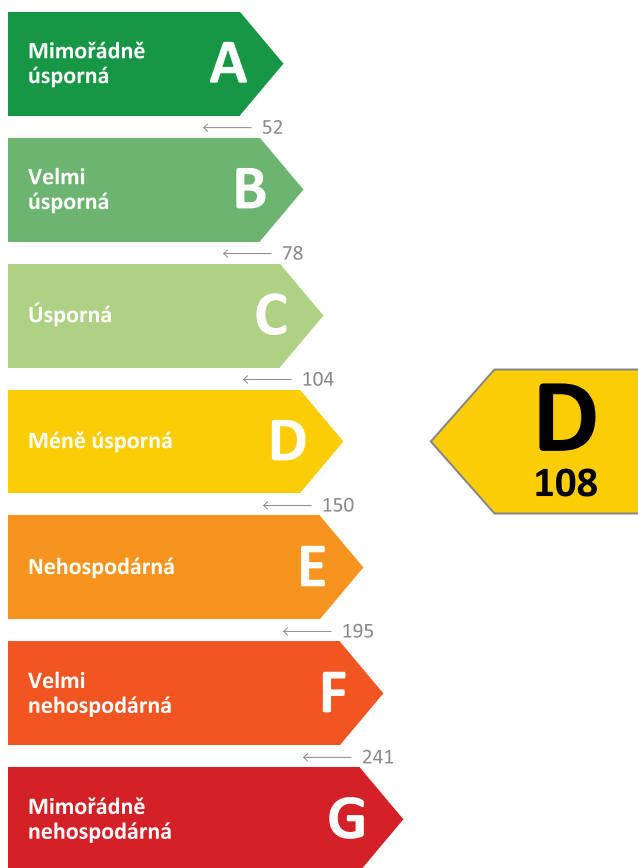 Mimořádně
úsporná
A
52
Velmi
úsporná
B
78
Úsporná
C
104
Méně úsporná
D
D
108
150
Nehospodárná
E
195
Velmi
nehospodárná
F
241
Mimořádně
nehospodárná
G